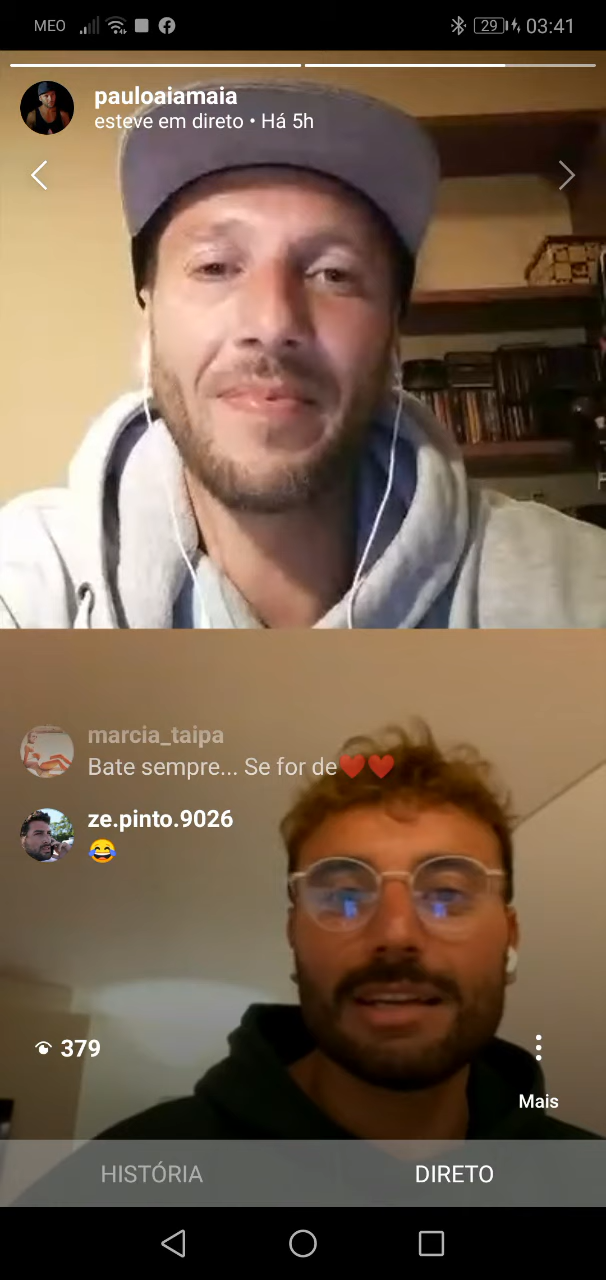 MEO 29 03:41
pauloaiamaia
esteve em direto • Há 5h
marcia_taipa
Bate sempre... Se for de❤️❤️
ze.pinto.9026
😂
379
Mais
HISTÓRIA DIRETO